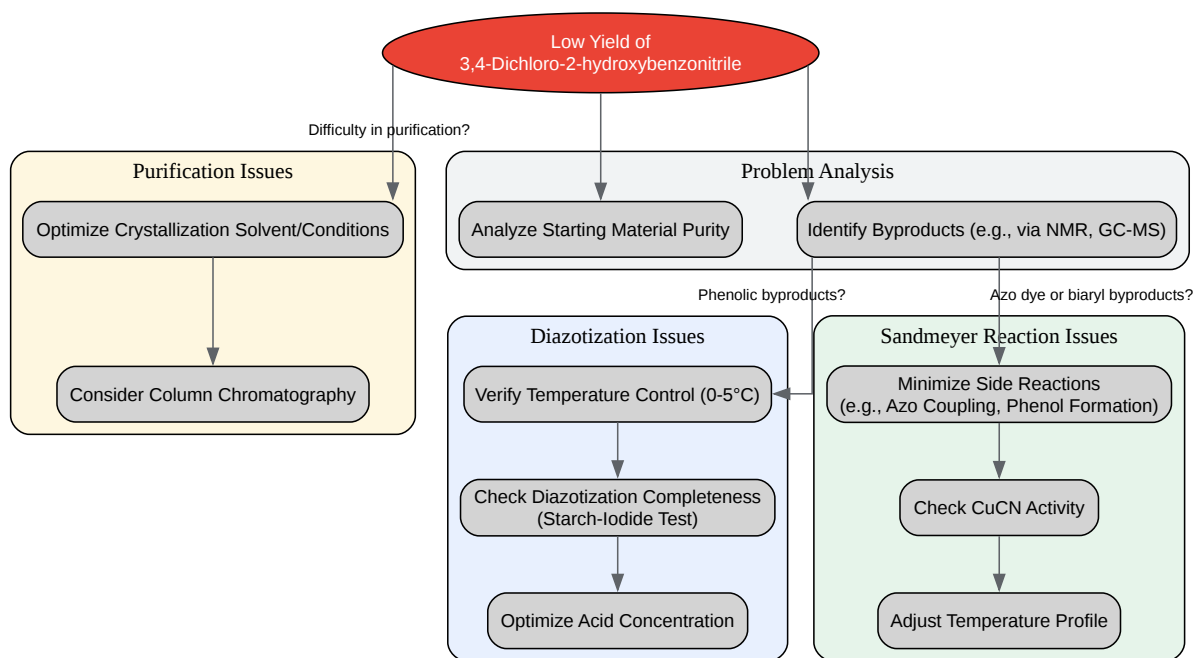 Low Yield of
3,4-Dichloro-2-hydroxybenzonitrile
Difficulty in purification?
Purification Issues
Optimize Crystallization Solvent/Conditions
Consider Column Chromatography
Problem Analysis
Analyze Starting Material Purity
Identify Byproducts (e.g., via NMR, GC-MS)
Phenolic byproducts?
Azo dye or biaryl byproducts?
Diazotization Issues
Verify Temperature Control (0-5°C)
Check Diazotization Completeness
(Starch-Iodide Test)
Optimize Acid Concentration
Sandmeyer Reaction Issues
Minimize Side Reactions
(e.g., Azo Coupling, Phenol Formation)
Check CuCN Activity
Adjust Temperature Profile